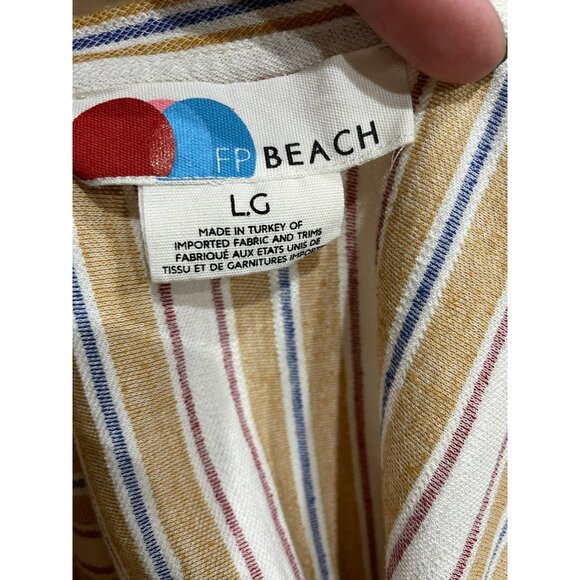 FP BEACH
L.G
MADE IN TURKEY OF
IMPORTED FABRIC AND TRIMS
FABRIQUÉ AUX ETATS UNIS DE
TISSU ET DE GARNITURES